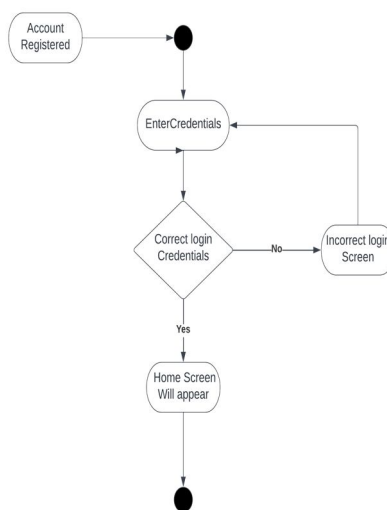 Account
Registered
EnterCredentials
Correct login
Credentials
No
Incorrect login
Screen
Yes
Home Screen
Will appear